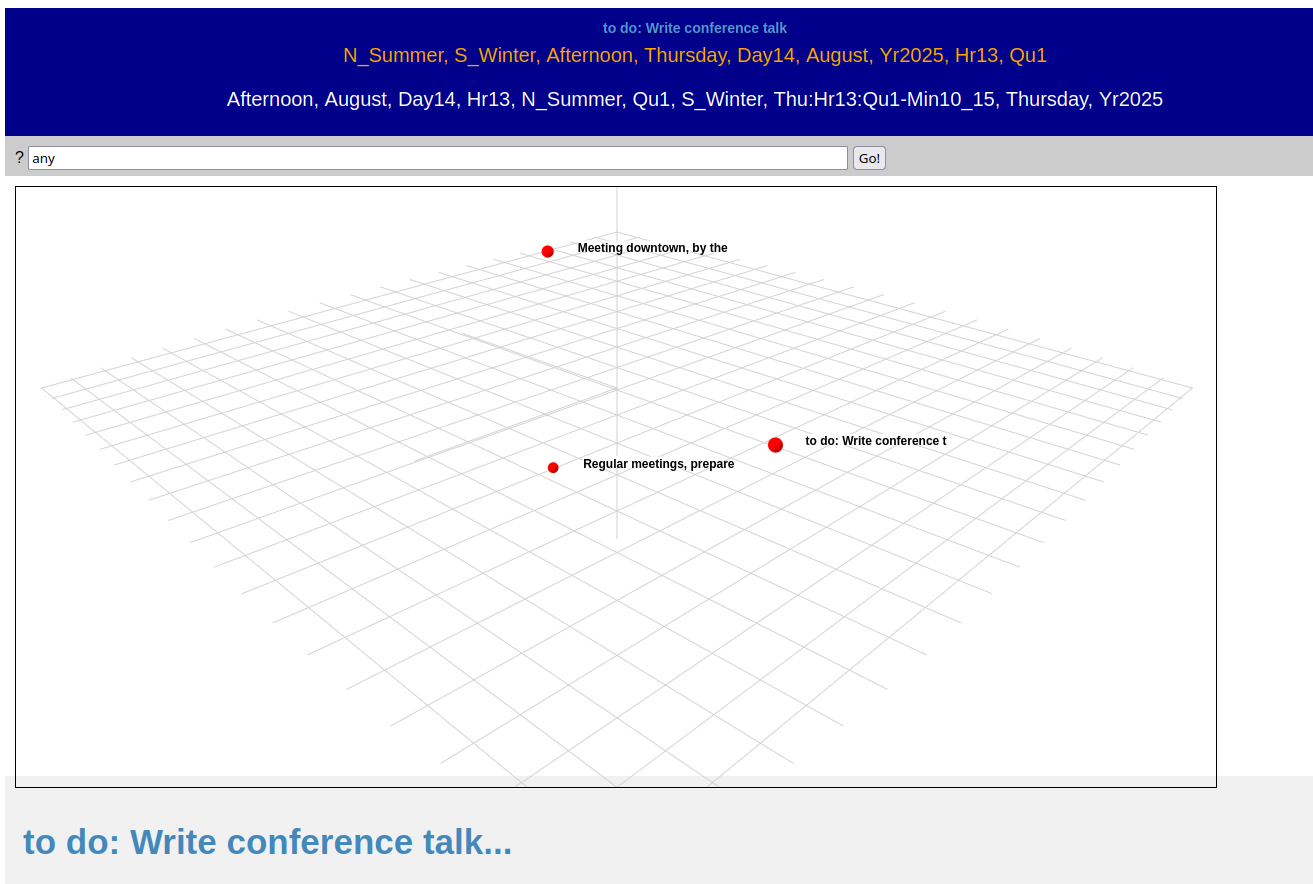 to do: Write conference talk
N_Summer, S_Winter, Afternoon, Thursday, Day14, August, Yr2025, Hr13, Qu1
Afternoon, August, Day14, Hr13, N_Summer, Qu1, S_Winter, Thu:Hr13:Qu1-Min10_15, Thursday, Yr2025
? any Go!
Meeting downtown, by the
to do: Write conference t
Regular meetings, prepare
to do: Write conference talk...